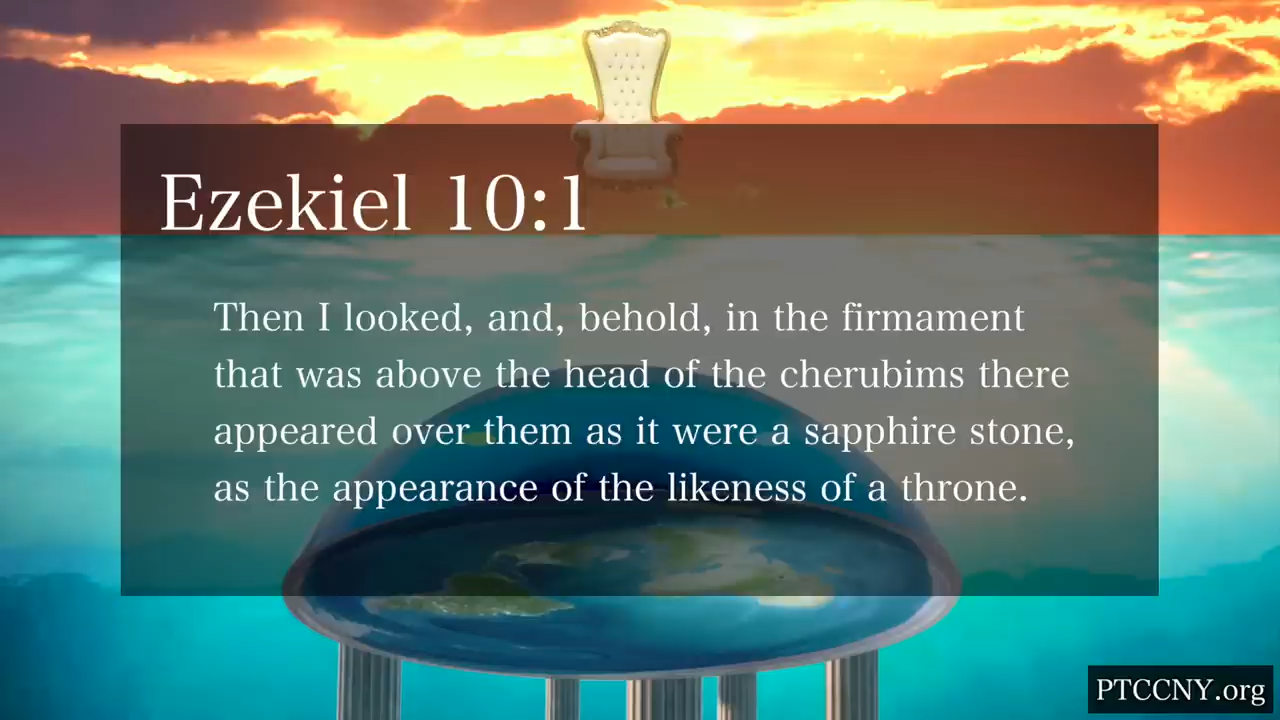 Ezekiel 10:1
Then I looked, and, behold, in the firmament
that was above the head of the cherubims there
appeared over them as it were a sapphire stone,
as the appearance of the likeness of a throne.
PTCCNY.org